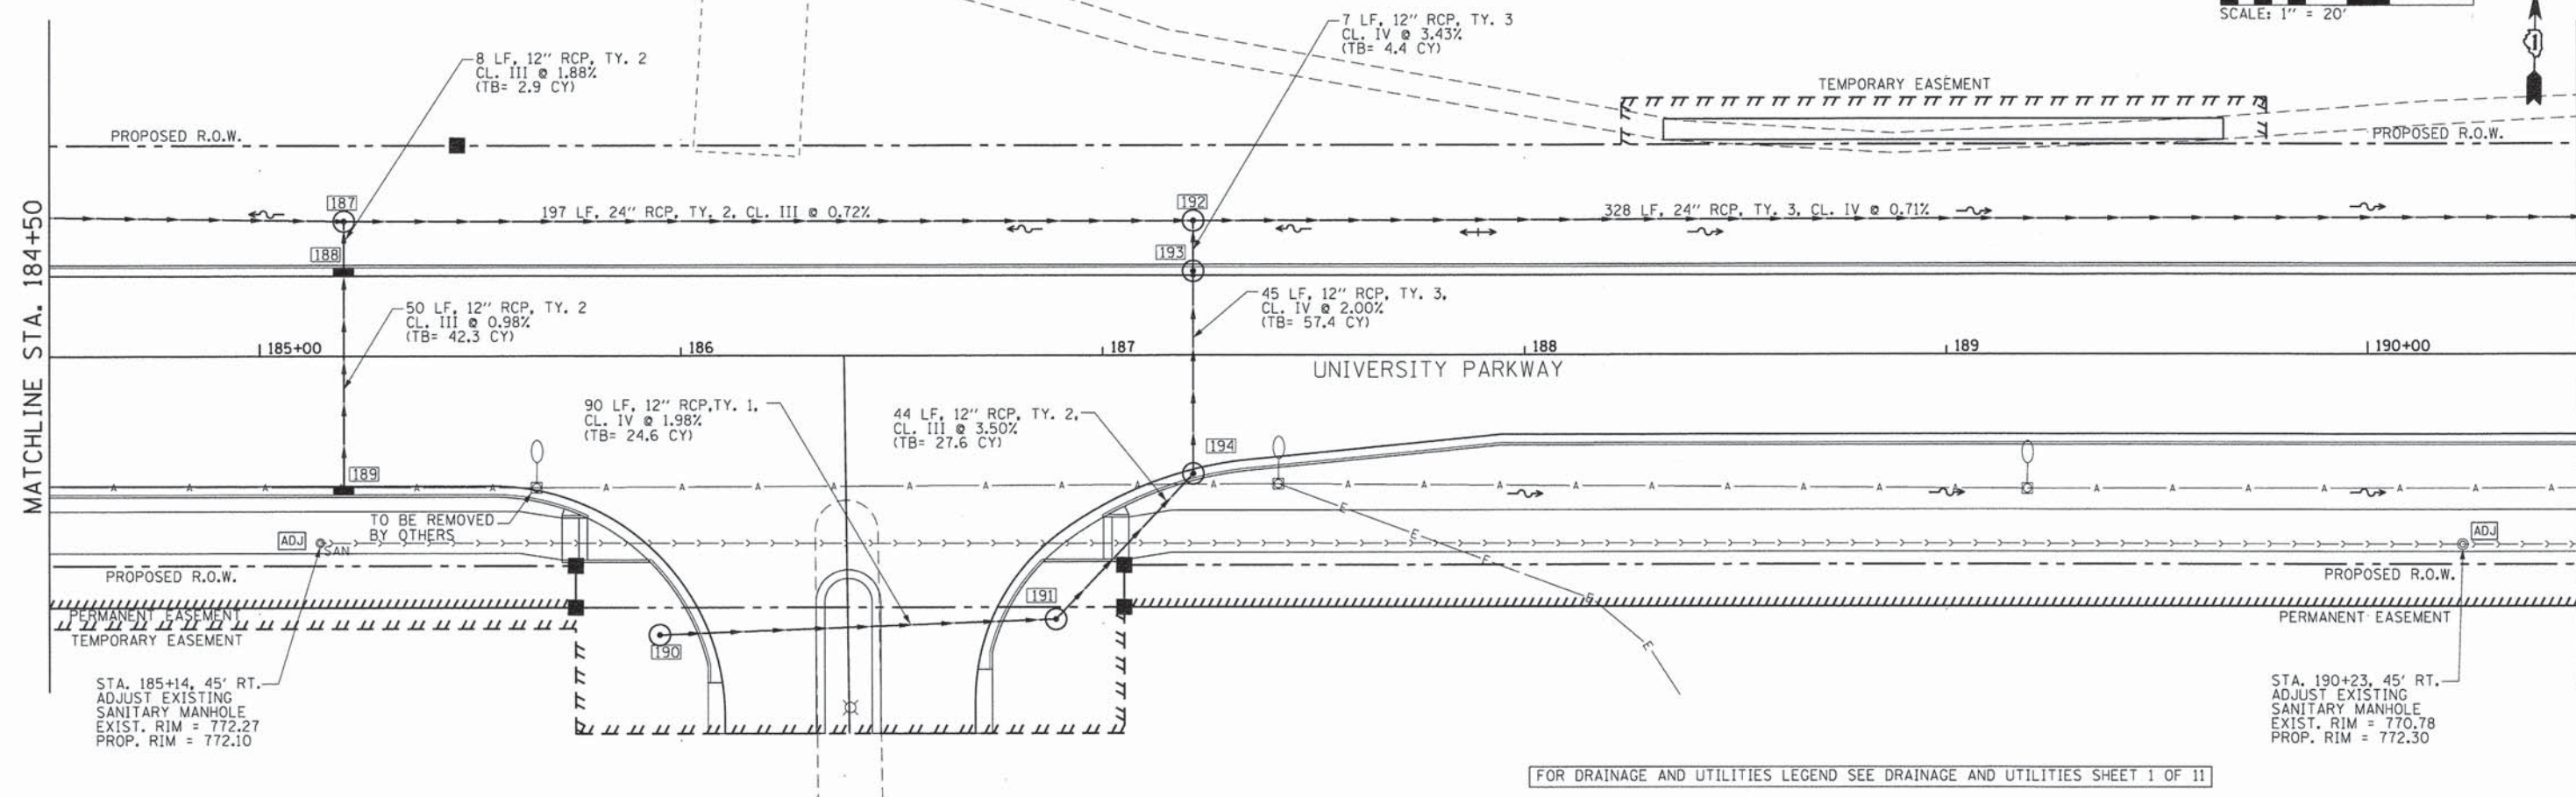 SCALE: 1" = 20'
1
7 LF, 12" RCP, TY. 3
CL. IV @ 3.43%
(TB= 4.4 CY)
8 LF, 12" RCP, TY. 2
CL. III @ 1.88%
(TB= 2.9 CY)
TEMPORARY EASEMENT
PROPOSED R.O.W.
PROPOSED R.O.W.
187
192
197 LF, 24" RCP, TY. 2, CL. III @ 0.72%
328 LF, 24" RCP, TY. 3, CL. IV @ 0.71%
188
193
MATCHLINE STA. 184+50
50 LF, 12" RCP, TY. 2
CL. III @ 0.98%
(TB= 42.3 CY)
45 LF, 12" RCP, TY. 3,
CL. IV @ 2.00%
(TB= 57.4 CY)
185+00
186
187
188
189
190+00
UNIVERSITY PARKWAY
90 LF, 12" RCP,TY. 1,
CL. IV @ 1.98%
(TB= 24.6 CY)
44 LF, 12" RCP, TY. 2,
CL. III @ 3.50%
(TB= 27.6 CY)
194
189
A A A A A A A A A A A A A A A A A A A A A A A A A A A A A
TO BE REMOVED
BY OTHERS
ADJ
SAN
ADJ
E E E E E
PROPOSED R.O.W.
PROPOSED R.O.W.
191
PERMANENT EASEMENT
PERMANENT EASEMENT
TEMPORARY EASEMENT
190
STA. 185+14, 45' RT.
ADJUST EXISTING
SANITARY MANHOLE
EXIST. RIM = 772.27
PROP. RIM = 772.10
STA. 190+23, 45' RT.
ADJUST EXISTING
SANITARY MANHOLE
EXIST. RIM = 770.78
PROP. RIM = 772.30
FOR DRAINAGE AND UTILITIES LEGEND SEE DRAINAGE AND UTILITIES SHEET 1 OF 11